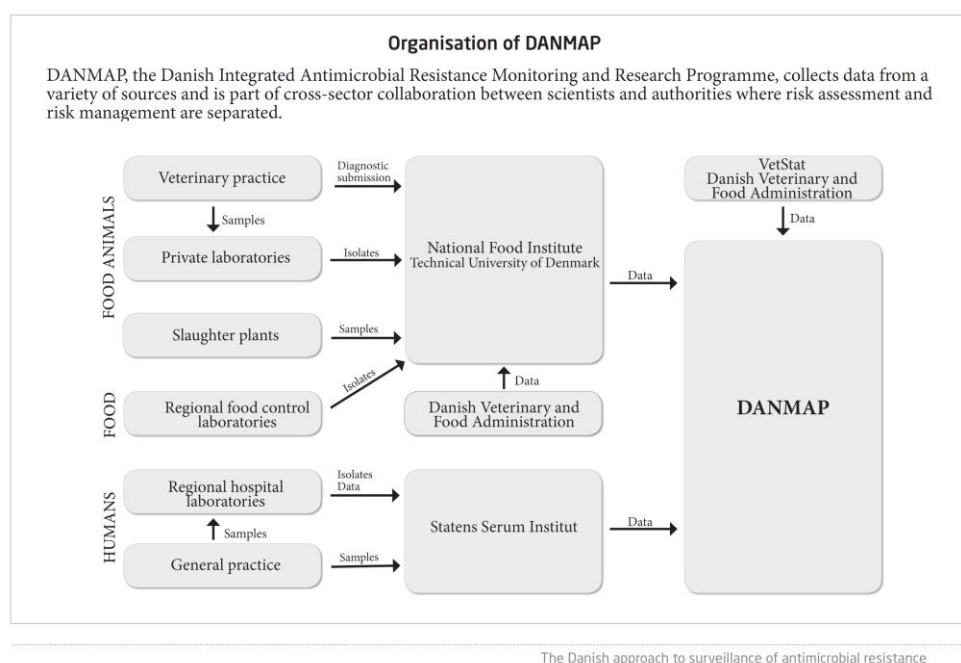 Organisation of DANMAP
DANMAP, the Danish Integrated Antimicrobial Resistance Monitoring and Research Programme, collects data from a
variety of sources and is part of cross-sector collaboration between scientists and authorities where risk assessment and
risk management are separated.
FOOD ANIMALS
Veterinary practice
Diagnostic
submission
Samples
Private laboratories
Isolates
Slaughter plants
Samples
National Food Institute
Technical University of Denmark
Data
VetStat
Danish Veterinary and
Food Administration
Data
DANMAP
FOOD
Regional food control
laboratories
Isolates
Data
Danish Veterinary and
Food Administration
HUMANS
Regional hospital
laboratories
Isolates
Data
Samples
General practice
Samples
Statens Serum Institut
Data
The Danish approach to surveillance of antimicrobial resistance